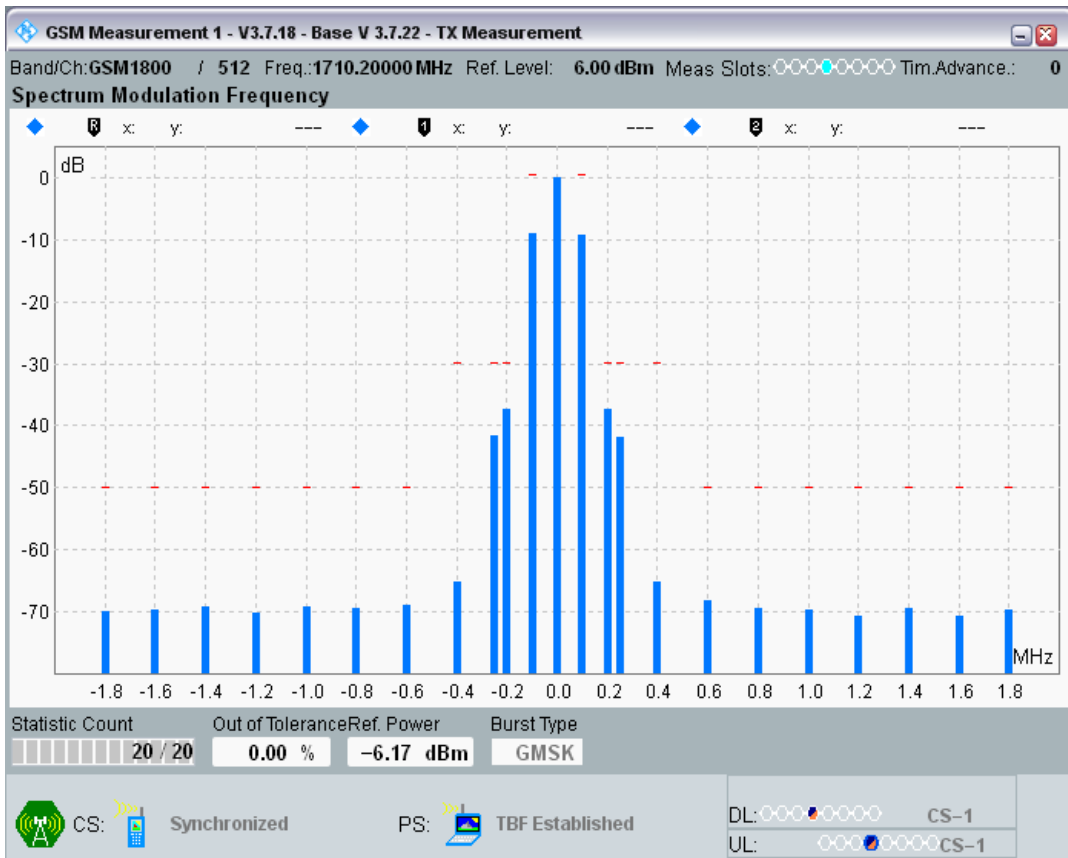 GSM Measurement 1 - V3.7.18 - Base V 3.7.22 - TX Measurement
Band/Ch:GSM1800 / 512 Freq.:1710.20000 MHz Ref. Level: 6.00 dBm Meas Slots: Tim.Advance.: 0
Spectrum Modulation Frequency
R x: y: --- 1 x: y: --- 2 x: y: ---
dB
0
-10
-20
-30
-40
-50
-60
-70
MHz
-1.8 -1.6 -1.4 -1.2 -1.0 -0.8 -0.6 -0.4 -0.2 0.0 0.2 0.4 0.6 0.8 1.0 1.2 1.4 1.6 1.8
Statistic Count Out of Tolerance Ref. Power Burst Type
20 / 20 0.00 % -6.17 dBm GMSK
CS: Synchronized PS: TBF Established
DL: CS-1
UL: CS-1